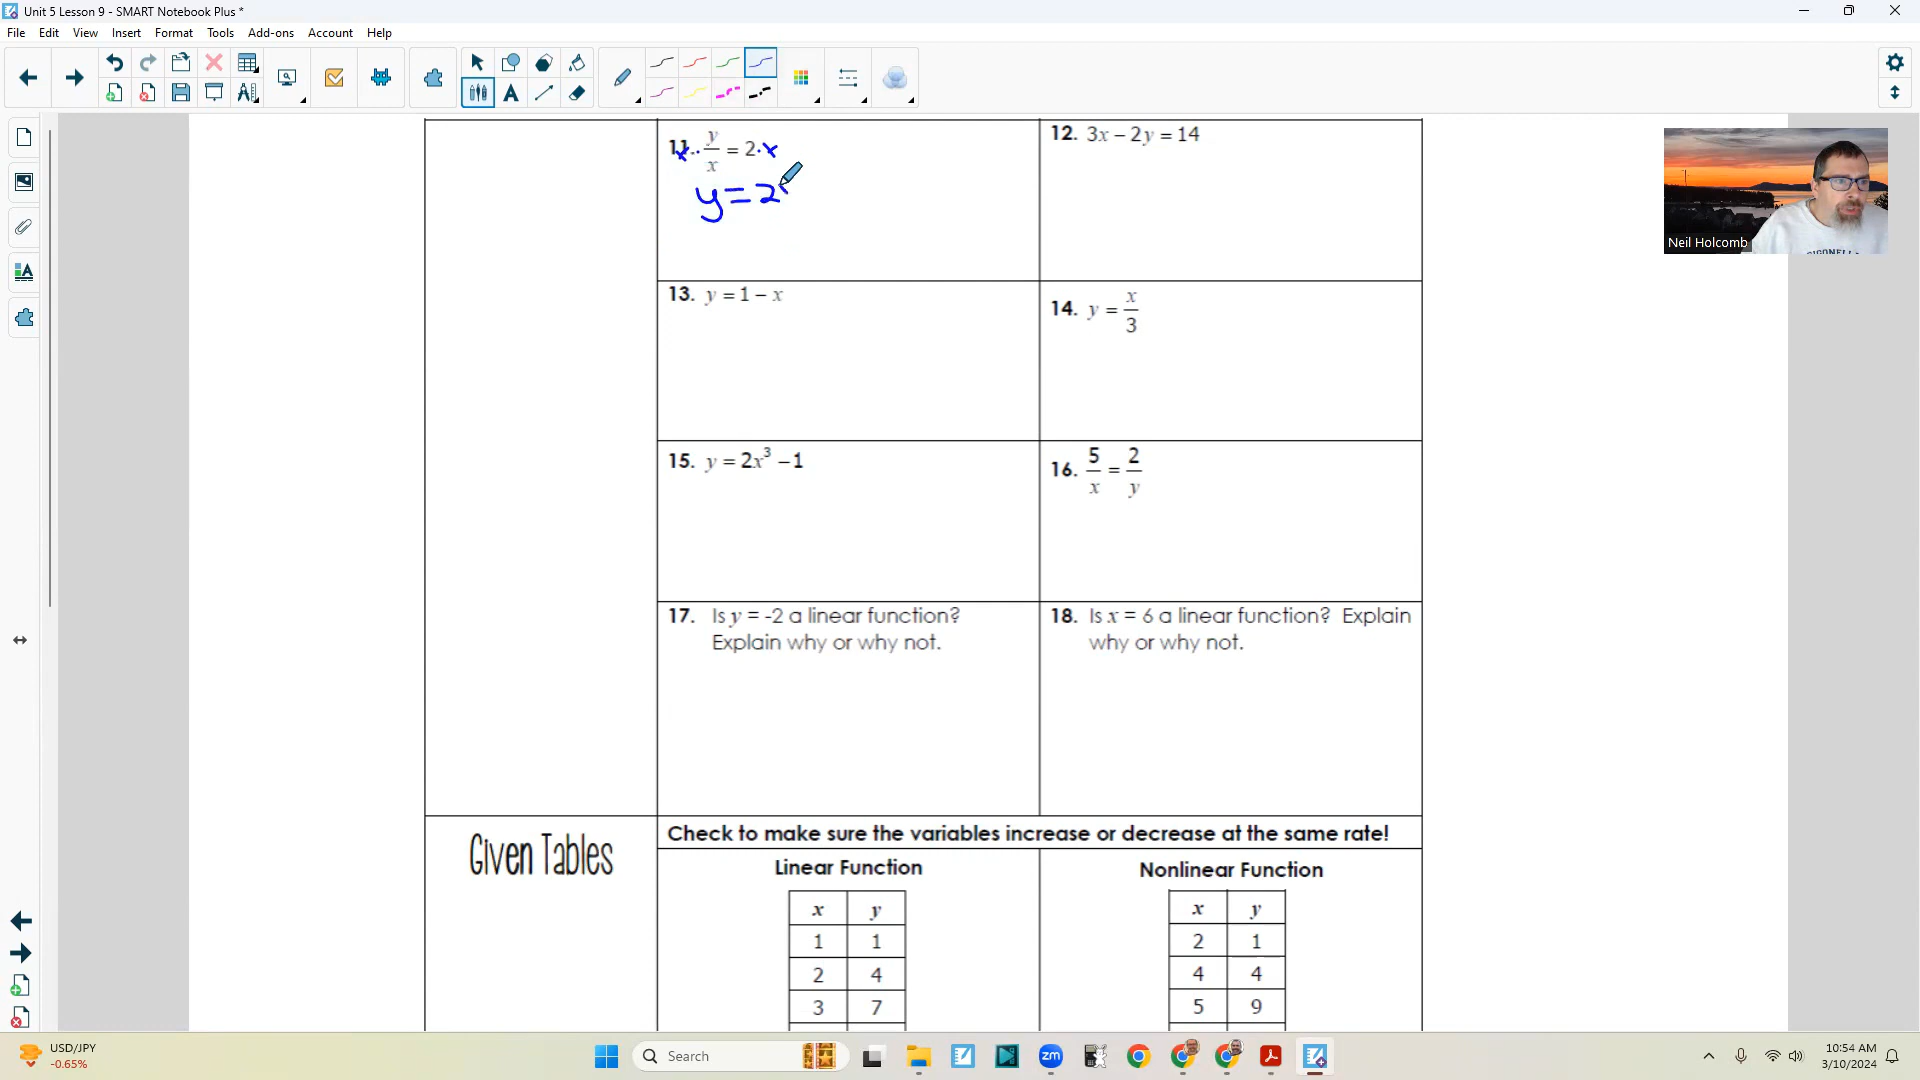 Unit 5 Lesson 9 - SMART Notebook Plus *
File Edit View Insert Format Tools Add-ons Account Help
11. y/x = 2 · x
x ·
y = 2
12. 3x – 2y = 14
13. y = 1 – x
14. y = x/3
15. y = 2x³ – 1
16. 5/x = 2/y
17. Is y = -2 a linear function?
Explain why or why not.
18. Is x = 6 a linear function? Explain
why or why not.
Given Tables
Check to make sure the variables increase or decrease at the same rate!
Linear Function
x y
1 1
2 4
3 7
Nonlinear Function
x y
2 1
4 4
5 9
Neil Holcomb
USD/JPY
-0.65%
Search
zm
10:54 AM
3/10/2024